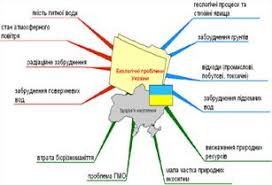 якість питної води
стан атмосферного
повітря
радіаційне забруднення
забруднення поверхневих
вод
втрата біорізноманіття
проблема ГМО
Екологічні проблеми
України
Здоров'я населення
геологічні процеси та
стихійні явища
забруднення ґрунтів
відходи (промислові,
побутові, токсичні)
забруднення підземних
вод
виснаження природних
ресурсів
мала частка природних
екосистем